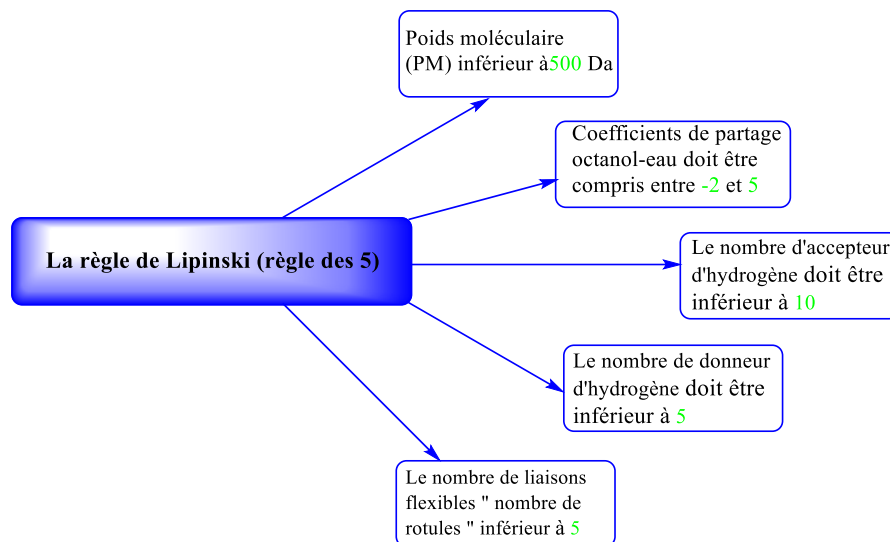 Poids moléculaire
(PM) inférieur à500 Da
Coefficients de partage
octanol-eau doit être
compris entre -2 et 5
La règle de Lipinski (règle des 5)
Le nombre d'accepteur
d'hydrogène doit être
inférieur à 10
Le nombre de donneur
d'hydrogène doit être
inférieur à 5
Le nombre de liaisons
flexibles " nombre de
rotules " inférieur à 5